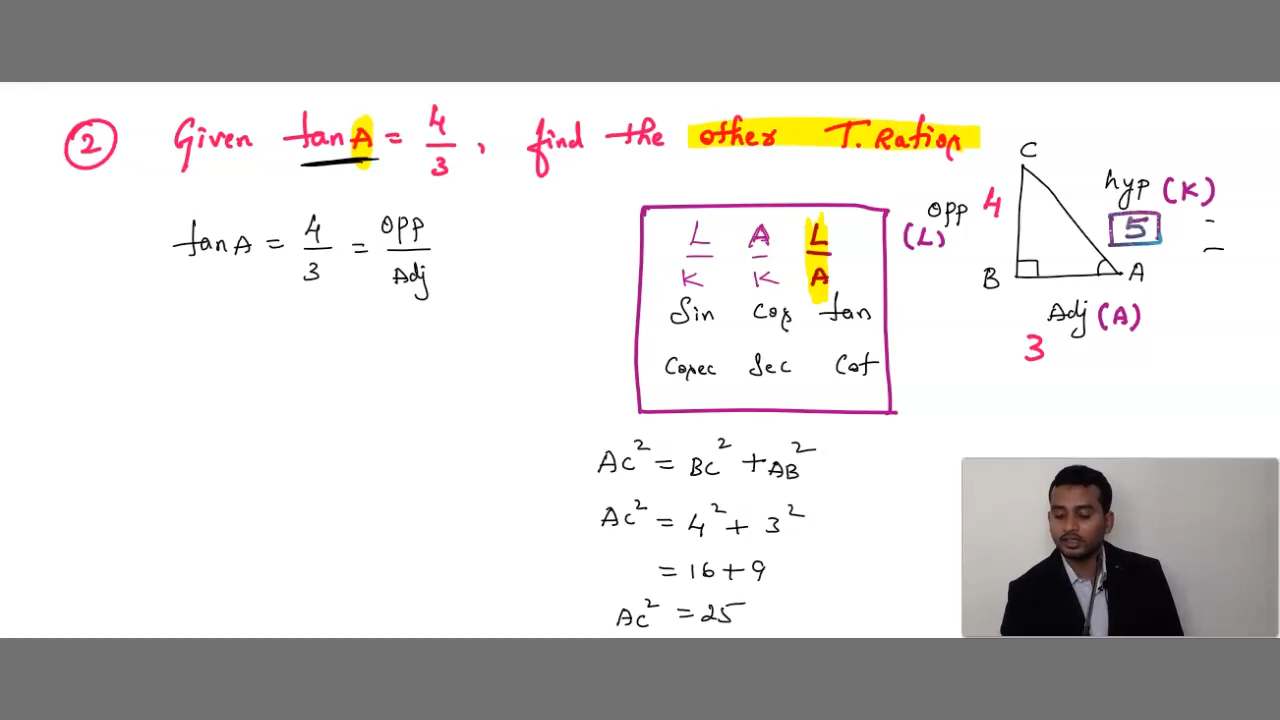 2 Given tan A = 4/3, find the other T. Ratios
tan A = 4/3 = opp/Adj
L/K A/K L/A
Sin Cos tan
Cosec Sec Cot
C
hyp (K)
opp 4
(L)
5
B
A
Adj (A)
3
AC² = BC² + AB²
AC² = 4² + 3²
= 16 + 9
AC² = 25